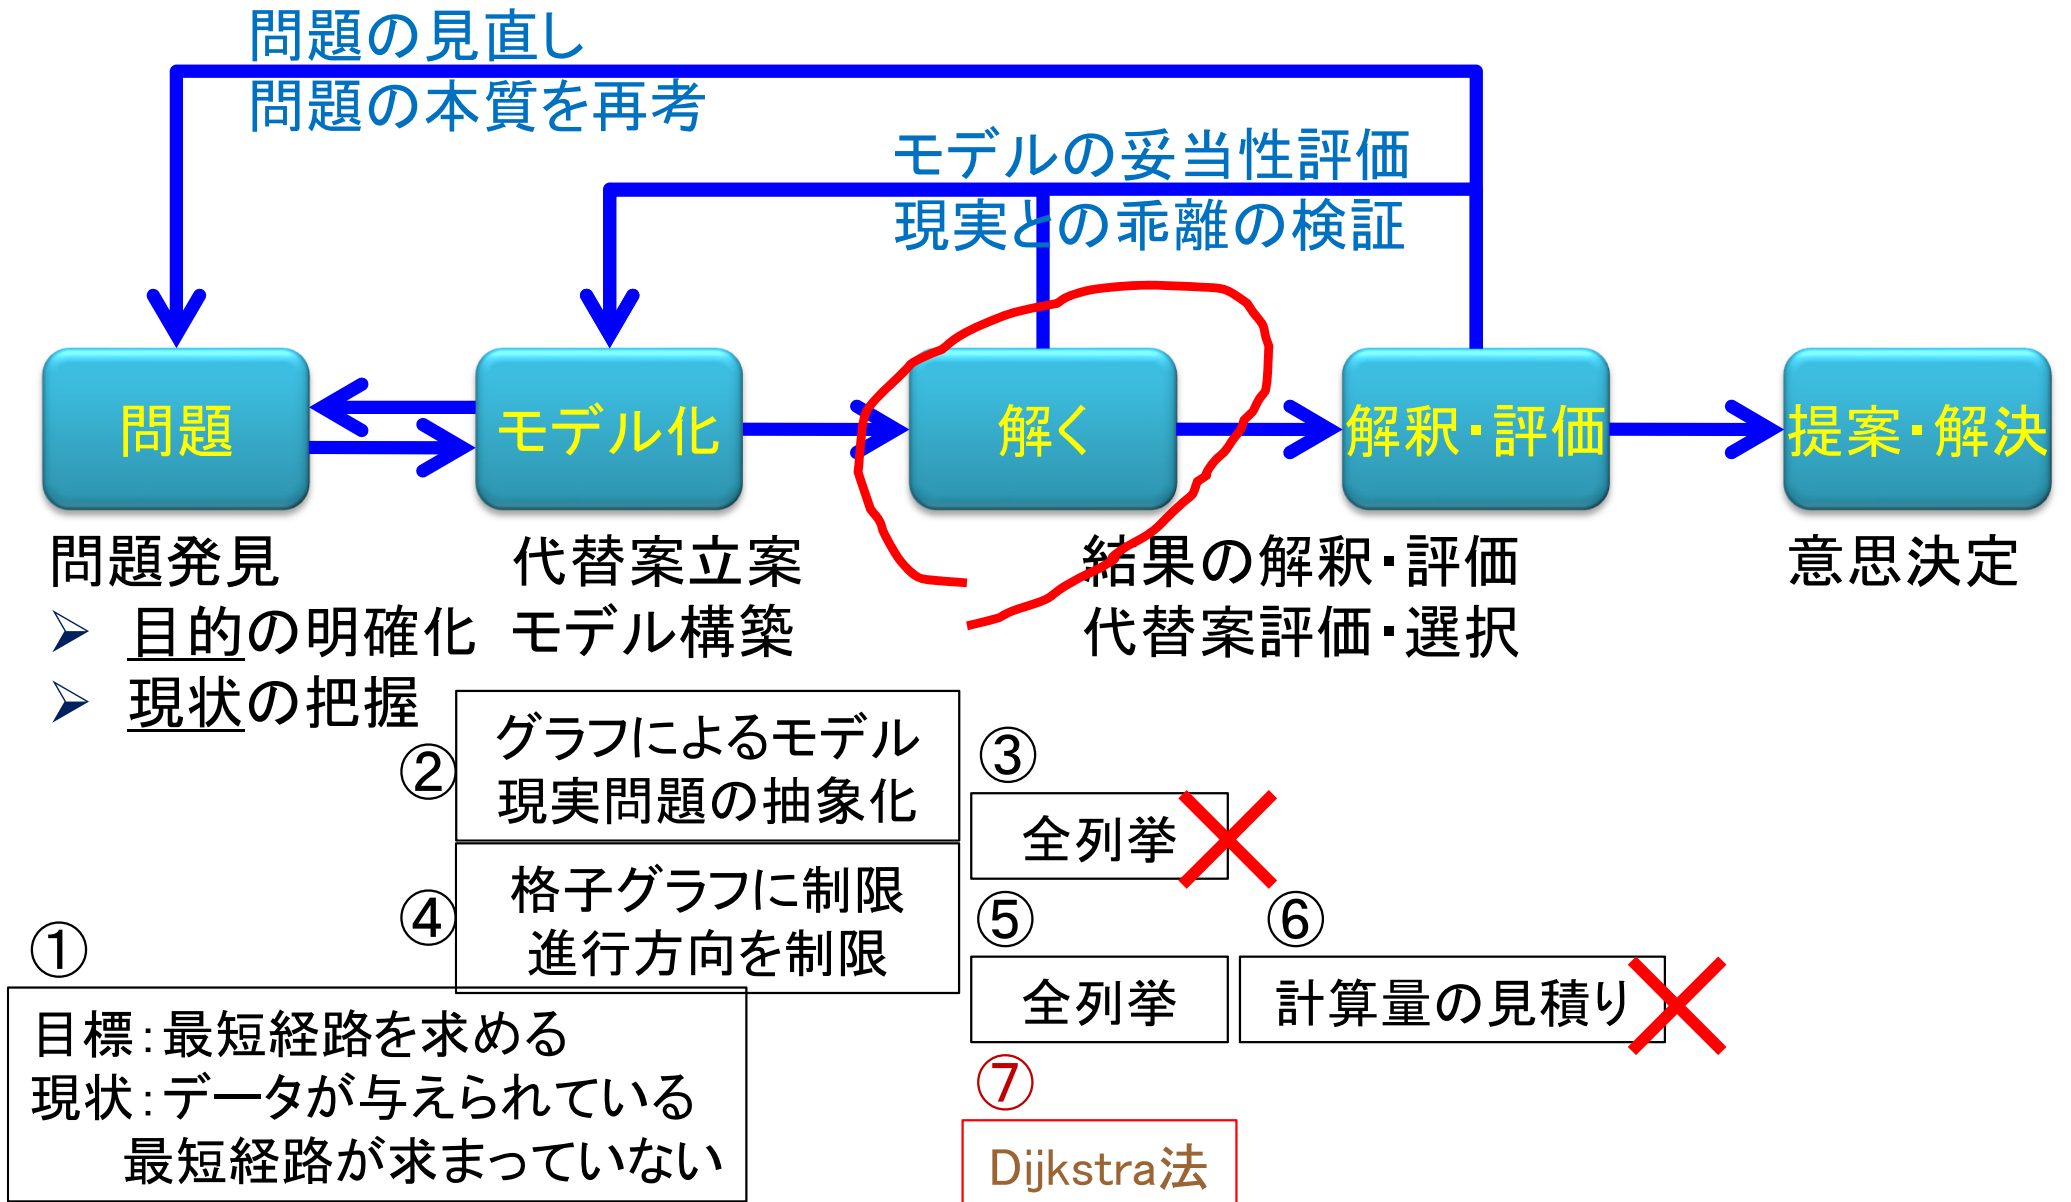 問題の見直し
問題の本質を再考
モデルの妥当性評価
現実との乖離の検証
問題
モデル化
解く
解釈・評価
提案・解決
問題発見
➢ 目的の明確化
➢ 現状の把握
代替案立案
モデル構築
結果の解釈・評価
代替案評価・選択
意思決定
②
グラフによるモデル
現実問題の抽象化
③
全列挙
④
格子グラフに制限
進行方向を制限
⑤
全列挙
⑥
計算量の見積り
①
目標：最短経路を求める
現状：データが与えられている
最短経路が求まっていない
⑦
Dijkstra法